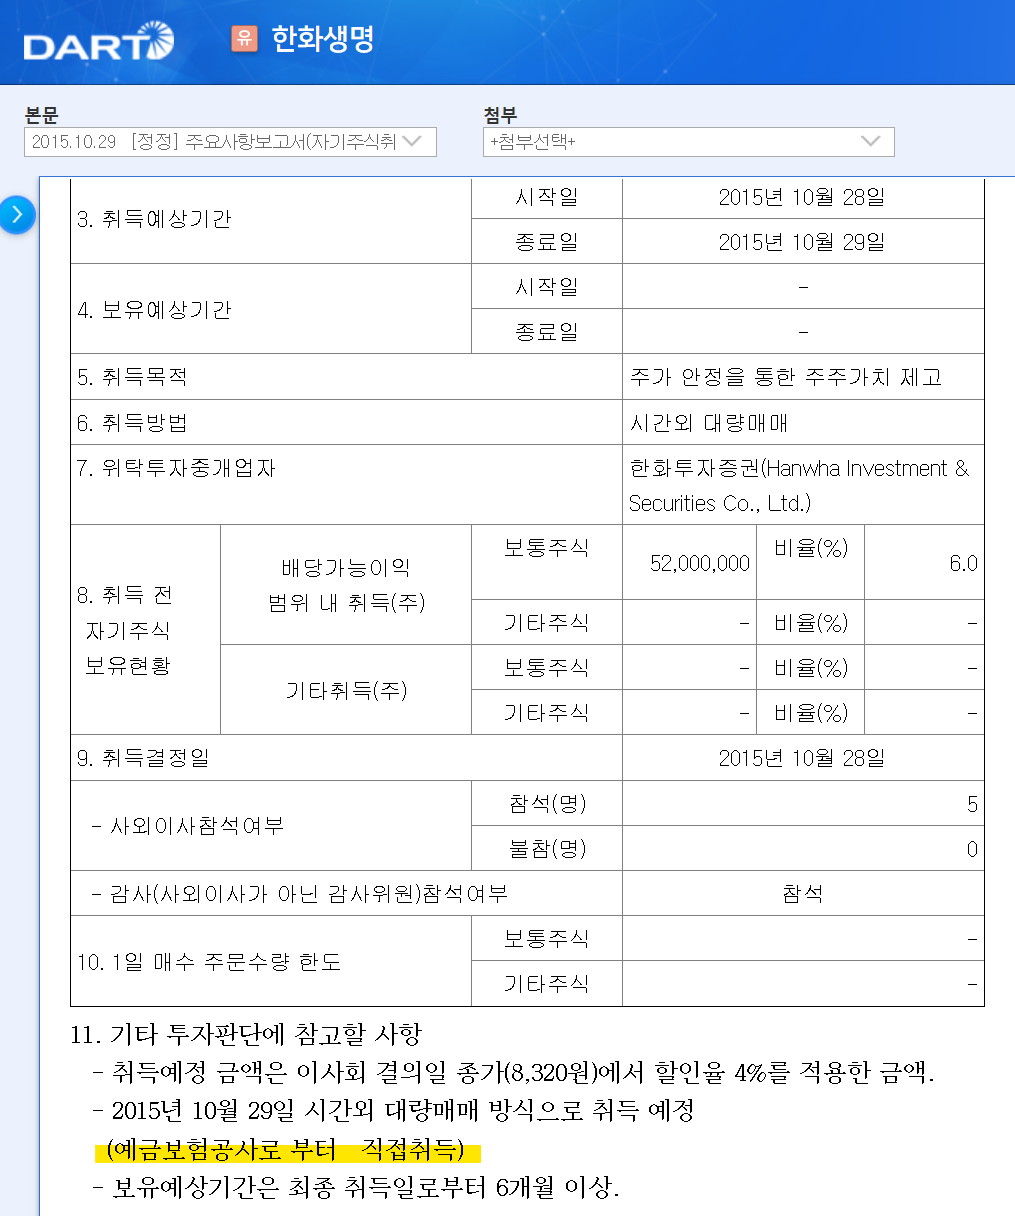 DART 유 한화생명
본문
2015.10.29 [정정] 주요사항보고서(자기주식취
첨부
+첨부선택+
3. 취득예상기간
시작일 2015년 10월 28일
종료일 2015년 10월 29일
4. 보유예상기간
시작일 -
종료일 -
5. 취득목적 주가 안정을 통한 주주가치 제고
6. 취득방법 시간외 대량매매
7. 위탁투자중개업자 한화투자증권(Hanwha Investment &
Securities Co., Ltd.)
8. 취득 전
자기주식
보유현황
배당가능이익
범위 내 취득(주)
보통주식 52,000,000 비율(%) 6.0
기타주식 - 비율(%) -
기타취득(주)
보통주식 - 비율(%) -
기타주식 - 비율(%) -
9. 취득결정일 2015년 10월 28일
- 사외이사참석여부
참석(명) 5
불참(명) 0
- 감사(사외이사가 아닌 감사위원)참석여부 참석
10. 1일 매수 주문수량 한도
보통주식 -
기타주식 -
11. 기타 투자판단에 참고할 사항
- 취득예정 금액은 이사회 결의일 종가(8,320원)에서 할인율 4%를 적용한 금액.
- 2015년 10월 29일 시간외 대량매매 방식으로 취득 예정
(예금보험공사로 부터 직접취득)
- 보유예상기간은 최종 취득일로부터 6개월 이상.